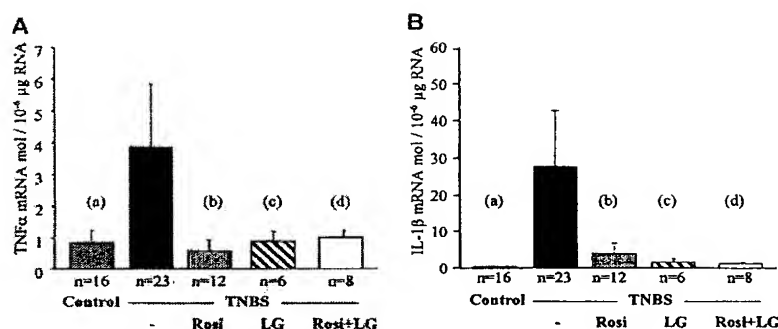 A
TNFα mRNA mol / 10⁻⁶ µg RNA
7
6
5
4
3
2
1
0
(a)
(b)
(c)
(d)
n=16
n=23
n=12
n=6
n=8
Control
TNBS
-
Rosi
LG
Rosi+LG
B
IL-1β mRNA mol / 10⁻⁶ µg RNA
60
50
40
30
20
10
0
(a)
(b)
(c)
(d)
n=16
n=23
n=12
n=6
n=8
Control
TNBS
-
Rosi
LG
Rosi+LG